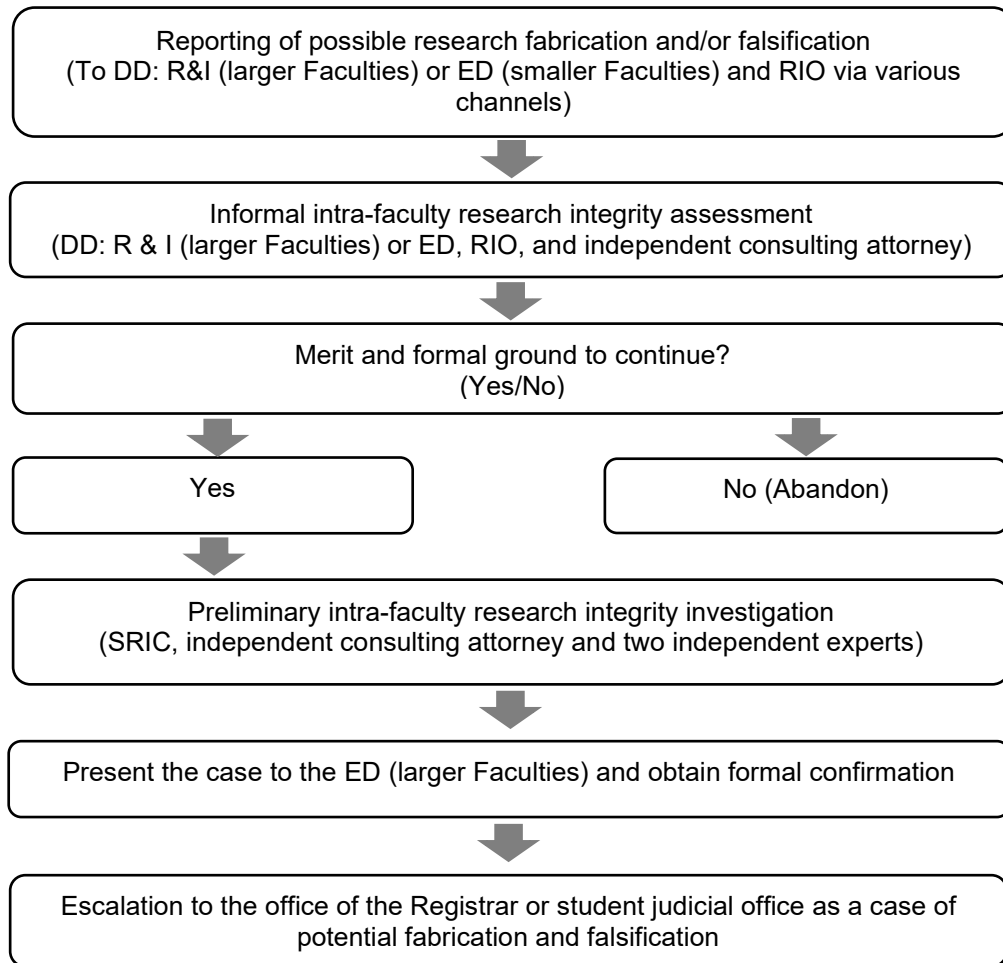 Reporting of possible research fabrication and/or falsification
(To DD: R&I (larger Faculties) or ED (smaller Faculties) and RIO via various
channels)
Informal intra-faculty research integrity assessment
(DD: R & I (larger Faculties) or ED, RIO, and independent consulting attorney)
Merit and formal ground to continue?
(Yes/No)
Yes
No (Abandon)
Preliminary intra-faculty research integrity investigation
(SRIC, independent consulting attorney and two independent experts)
Present the case to the ED (larger Faculties) and obtain formal confirmation
Escalation to the office of the Registrar or student judicial office as a case of
potential fabrication and falsification